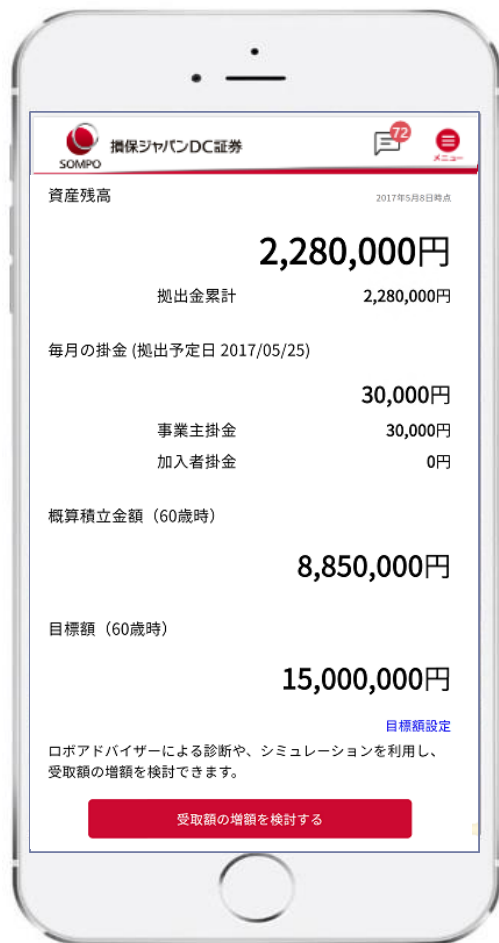 SOMPO
損保ジャパンDC証券
72
メニュー
資産残高
2017年5月8日時点
2,280,000円
拠出金累計 2,280,000円
毎月の掛金 (拠出予定日 2017/05/25)
30,000円
事業主掛金 30,000円
加入者掛金 0円
概算積立金額（60歳時）
8,850,000円
目標額（60歳時）
15,000,000円
目標額設定
ロボアドバイザーによる診断や、シミュレーションを利用し、
受取額の増額を検討できます。
受取額の増額を検討する